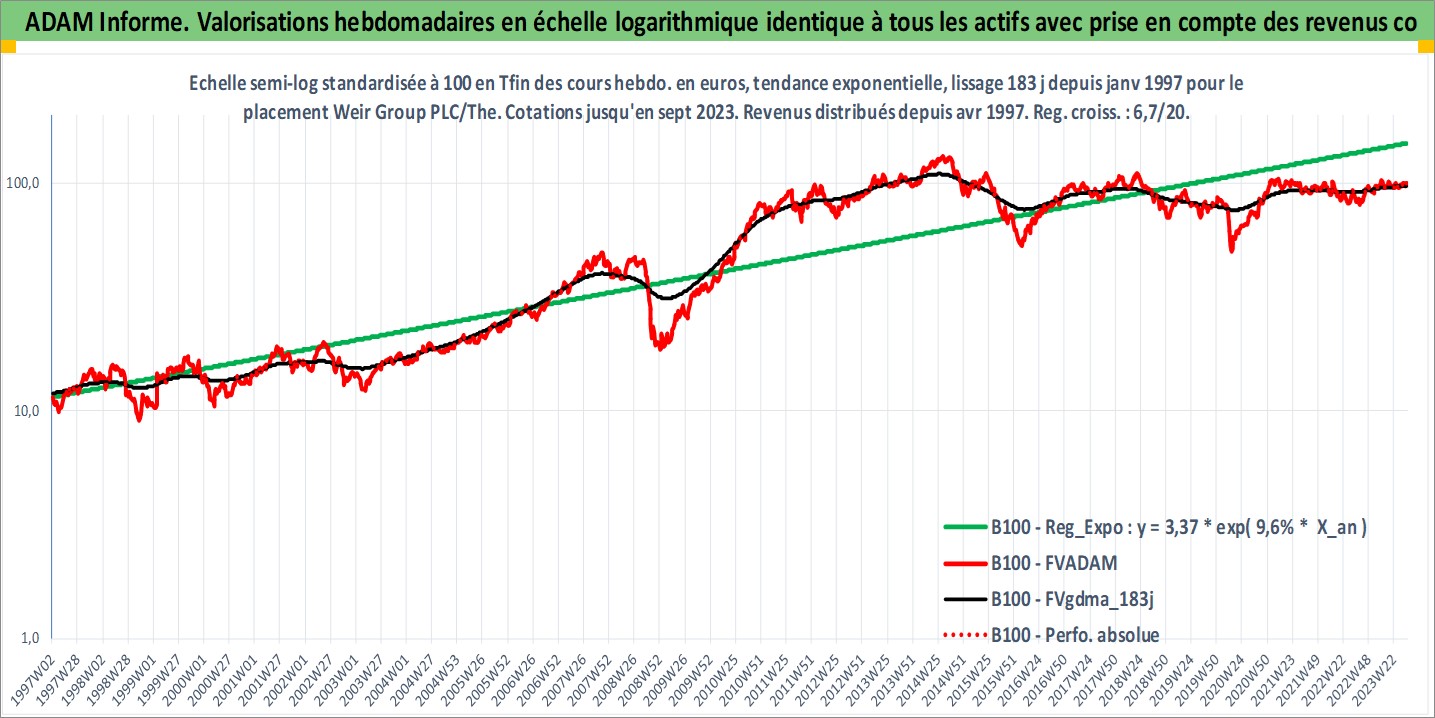 ADAM Informe. Valorisations hebdomadaires en échelle logarithmique identique à tous les actifs avec prise en compte des revenus co
Echelle semi-log standardisée à 100 en Tfin des cours hebdo. en euros, tendance exponentielle, lissage 183 j depuis janv 1997 pour le
placement Weir Group PLC/The. Cotations jusqu'en sept 2023. Revenus distribués depuis avr 1997. Reg. croiss. : 6,7/20.
100,0
10,0
1,0
B100 - Reg_Expo : y = 3,37 * exp( 9,6% * X_an )
B100 - FVADAM
B100 - FVgdma_183j
B100 - Perfo. absolue
1997W02
1997W28
1998W02
1998W28
1999W01
1999W27
2000W01
2000W27
2001W01
2001W27
2002W01
2002W27
2003W01
2003W27
2004W01
2004W27
2004W53
2005W26
2005W52
2006W26
2006W52
2007W26
2007W52
2008W26
2008W52
2009W26
2009W52
2010W25
2010W51
2011W25
2011W51
2012W25
2012W51
2013W25
2013W51
2014W25
2014W51
2015W25
2015W51
2016W24
2016W50
2017W24
2017W50
2018W24
2018W50
2019W24
2019W50
2020W24
2020W50
2021W23
2021W49
2022W22
2022W48
2023W22